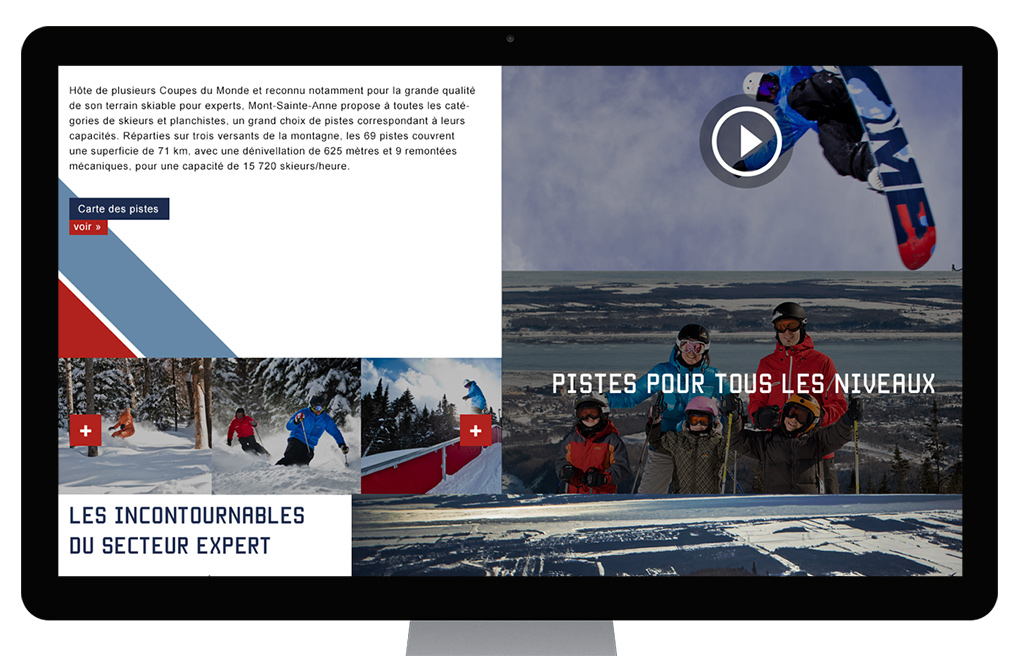 Hôte de plusieurs Coupes du Monde et reconnu notamment pour la grande qualité
de son terrain skiable pour experts, Mont-Sainte-Anne propose à toutes les caté-
gories de skieurs et planchistes, un grand choix de pistes correspondant à leurs
capacités. Réparties sur trois versants de la montagne, les 69 pistes couvrent
une superficie de 71 km, avec une dénivellation de 625 mètres et 9 remontées
mécaniques, pour une capacité de 15 720 skieurs/heure.
Carte des pistes
voir »
+
+
PISTES POUR TOUS LES NIVEAUX
LES INCONTOURNABLES
DU SECTEUR EXPERT